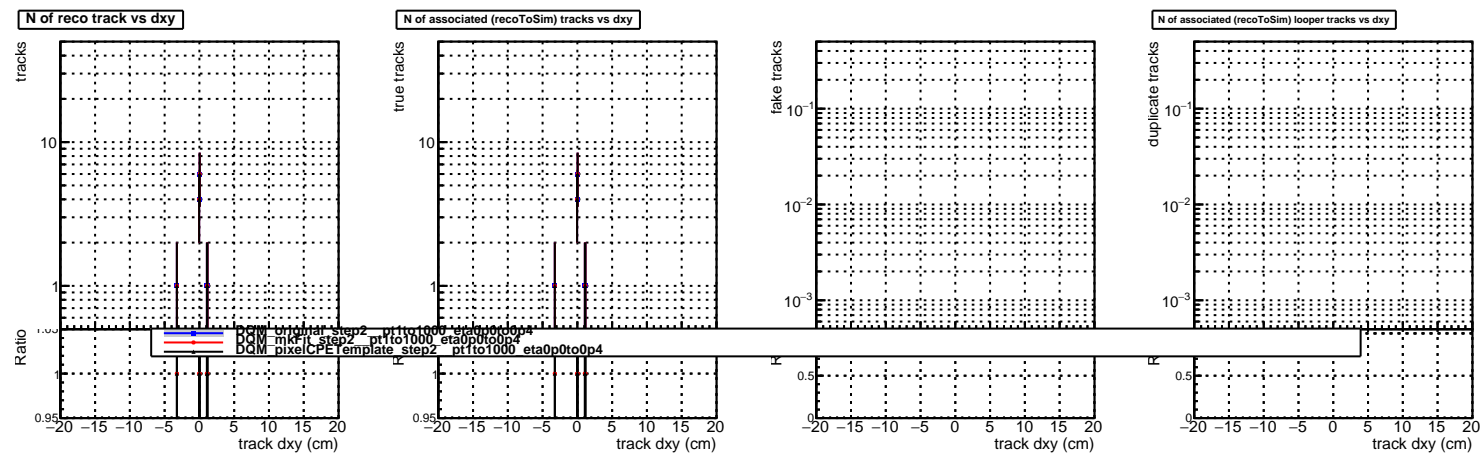 N of reco track vs dxy
tracks
10
1
1.05
Ratio
1
0.95
−20 −15 −10 −5 0 5 10 15 20
track dxy (cm)
N of associated (recoToSim) tracks vs dxy
true tracks
10
1
1
0.95
−20 −15 −10 −5 0 5 10 15 20
track dxy (cm)
fake tracks
10−1
10−2
10−3
0.5
0
−20 −15 −10 −5 0 5 10 15 20
track dxy (cm)
N of associated (recoToSim) looper tracks vs dxy
duplicate tracks
10−1
10−2
10−3
0.5
0
−20 −15 −10 −5 0 5 10 15 20
track dxy (cm)
DQM_original_step2__pt1to1000_eta0p0to0p4
DQM_mkFit_step2__pt1to1000_eta0p0to0p4
DQM_pixelCPETemplate_step2__pt1to1000_eta0p0to0p4